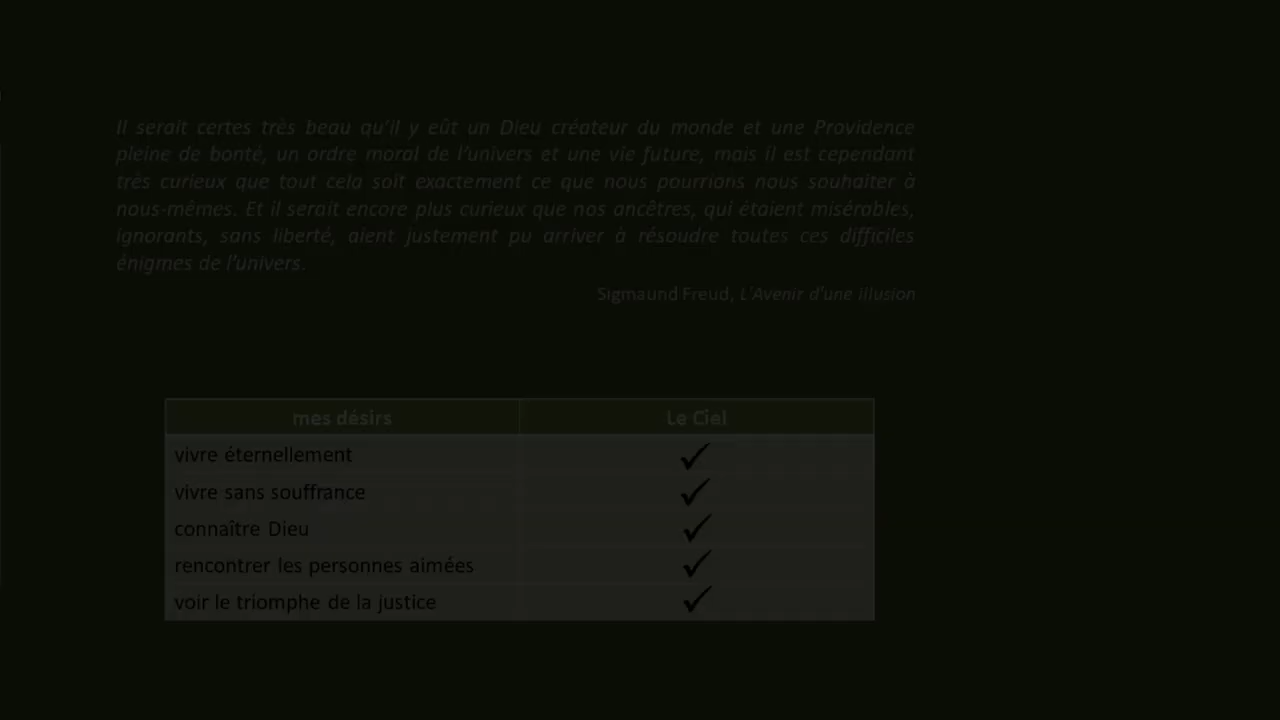 Il serait certes très beau qu'il y eût un Dieu créateur du monde et une Providence
pleine de bonté, un ordre moral de l'univers et une vie future, mais il est cependant
très curieux que tout cela soit exactement ce que nous pourrions nous souhaiter à
nous-mêmes. Et il serait encore plus curieux que nos ancêtres, qui étaient misérables,
ignorants, sans liberté, aient justement pu arriver à résoudre toutes ces difficiles
énigmes de l'univers.
Sigmaund Freud, L'Avenir d'une illusion
mes désirs Le Ciel
vivre éternellement ✓
vivre sans souffrance ✓
connaître Dieu ✓
rencontrer les personnes aimées ✓
voir le triomphe de la justice ✓